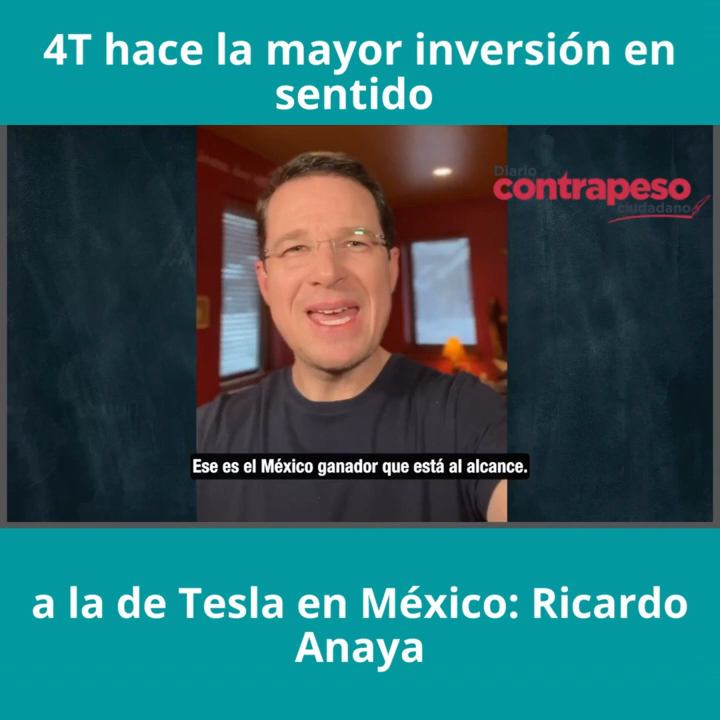 4T hace la mayor inversión en
sentido
Diario
contrapeso
ciudadano
Ese es el México ganador que está al alcance.
a la de Tesla en México: Ricardo
Anaya